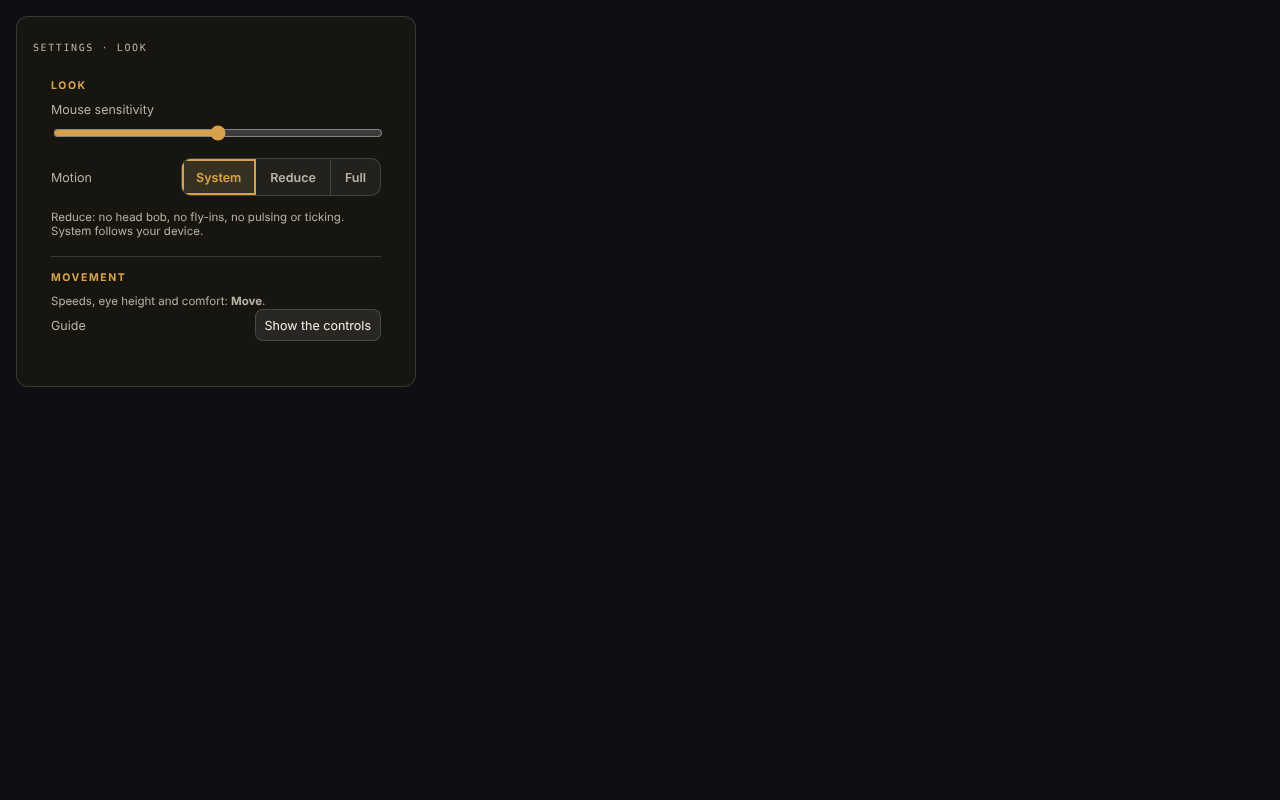 SETTINGS · LOOK
LOOK
Mouse sensitivity
Motion System Reduce Full
Reduce: no head bob, no fly-ins, no pulsing or ticking.
System follows your device.
MOVEMENT
Speeds, eye height and comfort: Move.
Guide Show the controls